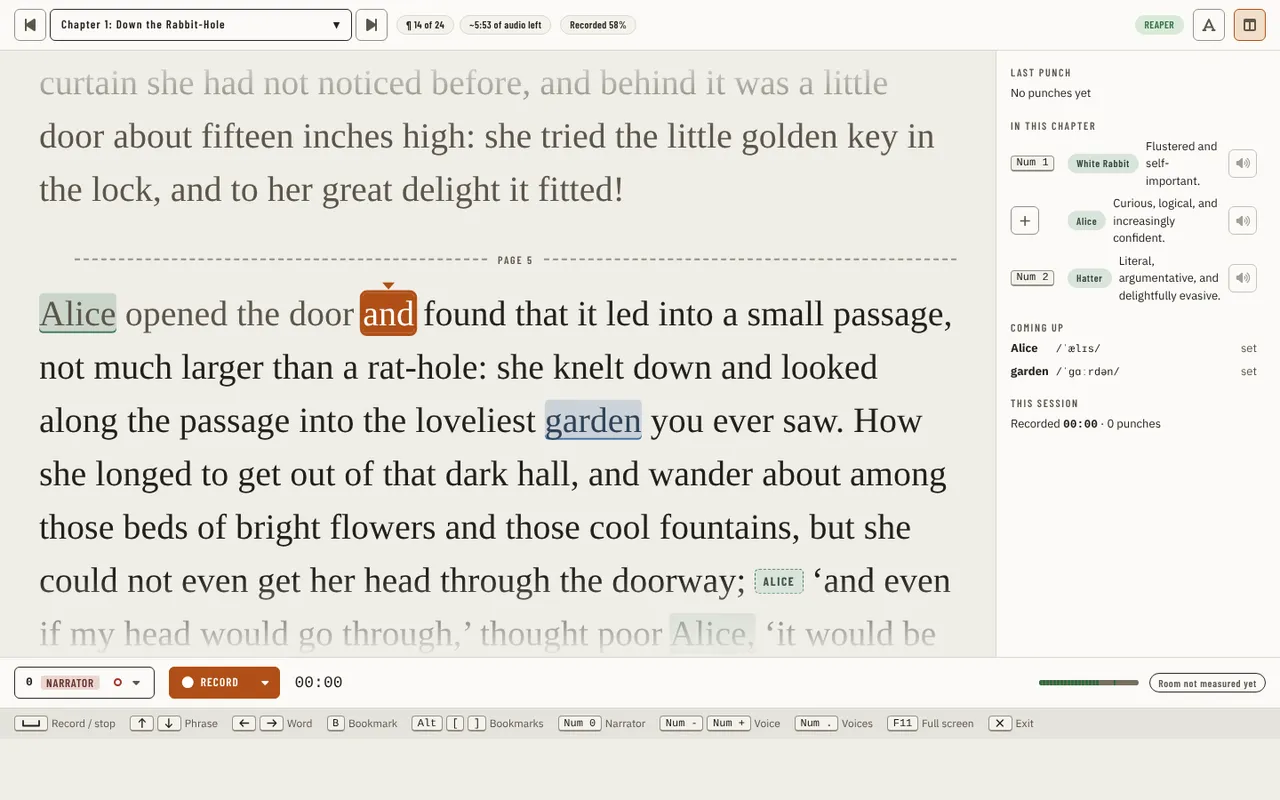 Chapter 1: Down the Rabbit-Hole
¶ 14 of 24
~5:53 of audio left
Recorded 58%
REAPER
A
curtain she had not noticed before, and behind it was a little
door about fifteen inches high: she tried the little golden key in
the lock, and to her great delight it fitted!
PAGE 5
Alice opened the door and found that it led into a small passage,
not much larger than a rat-hole: she knelt down and looked
along the passage into the loveliest garden you ever saw. How
she longed to get out of that dark hall, and wander about among
those beds of bright flowers and those cool fountains, but she
could not even get her head through the doorway; ALICE ‘and even
if my head would go through,’ thought poor Alice, ‘it would be
LAST PUNCH
No punches yet
IN THIS CHAPTER
Num 1 White Rabbit Flustered and
self-
important.
+ Alice Curious, logical, and
increasingly
confident.
Num 2 Hatter Literal,
argumentative, and
delightfully evasive.
COMING UP
Alice /ˈælɪs/ set
garden /ˈɡɑːrdən/ set
THIS SESSION
Recorded 00:00 · 0 punches
0 NARRATOR
RECORD
00:00
Room not measured yet
Record / stop
↑ ↓ Phrase
← → Word
B Bookmark
Alt [ ] Bookmarks
Num 0 Narrator
Num - Num + Voice
Num . Voices
F11 Full screen
✕ Exit